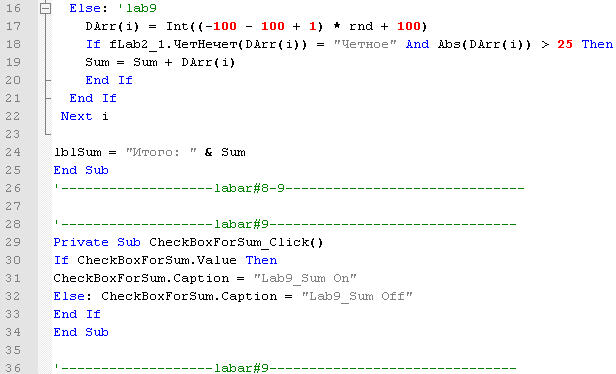 16 Else: 'lab9
17 DArr(i) = Int((-100 - 100 + 1) * rnd + 100)
18 If fLab2_1.ЧетНечет(DArr(i)) = "Четное" And Abs(DArr(i)) > 25 Then
19 Sum = Sum + DArr(i)
20 End If
21 End If
22 Next i
23
24 lblSum = "Итого: " & Sum
25 End Sub
26 '-------------------labar#8-9------------------------------
27
28 '-------------------labar#9-------------------------------
29 Private Sub CheckBoxForSum_Click()
30 If CheckBoxForSum.Value Then
31 CheckBoxForSum.Caption = "Lab9_Sum On"
32 Else: CheckBoxForSum.Caption = "Lab9_Sum Off"
33 End If
34 End Sub
35
36 '-------------------labar#9-------------------------------